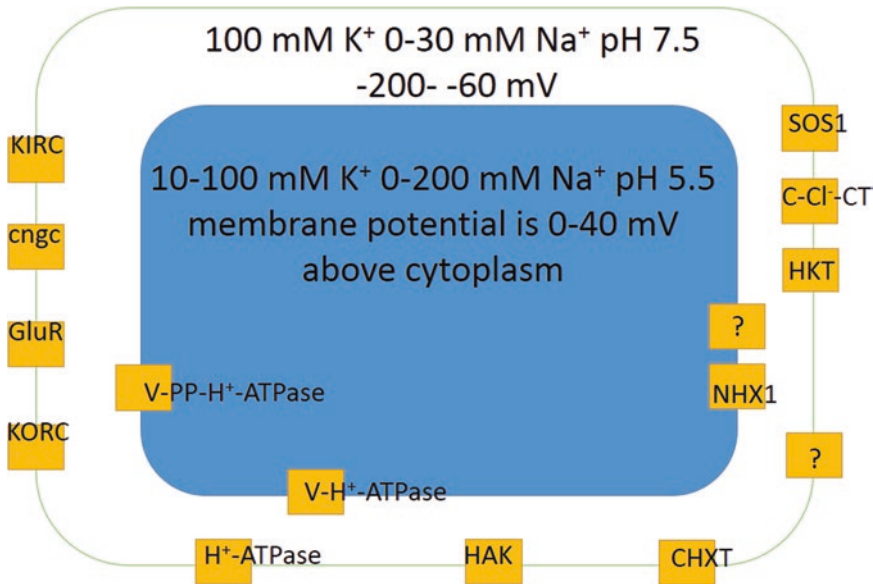 100 mM K⁺ 0-30 mM Na⁺ pH 7.5
-200- -60 mV
10-100 mM K⁺ 0-200 mM Na⁺ pH 5.5
membrane potential is 0-40 mV
above cytoplasm
KIRC
cngc
GluR
KORC
V-PP-H⁺-ATPase
V-H⁺-ATPase
H⁺-ATPase
HAK
CHXT
SOS1
C-Cl⁻-CT
HKT
?
NHX1
?